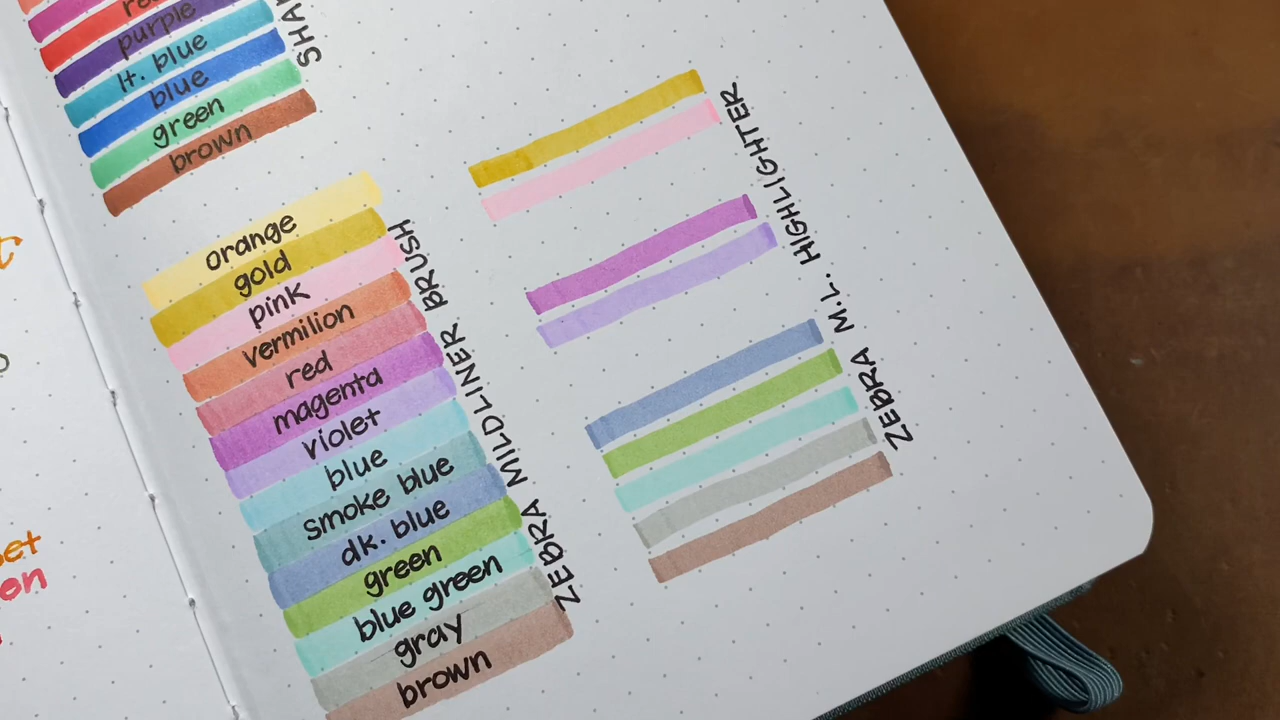 purple
lt. blue
blue
green
brown
orange
gold
pink
vermilion
red
magenta
violet
blue
smoke blue
dk. blue
green
blue green
gray
brown
ZEBRA MILDLINER BRUSH
ZEBRA M.L. HIGHLIGHTER